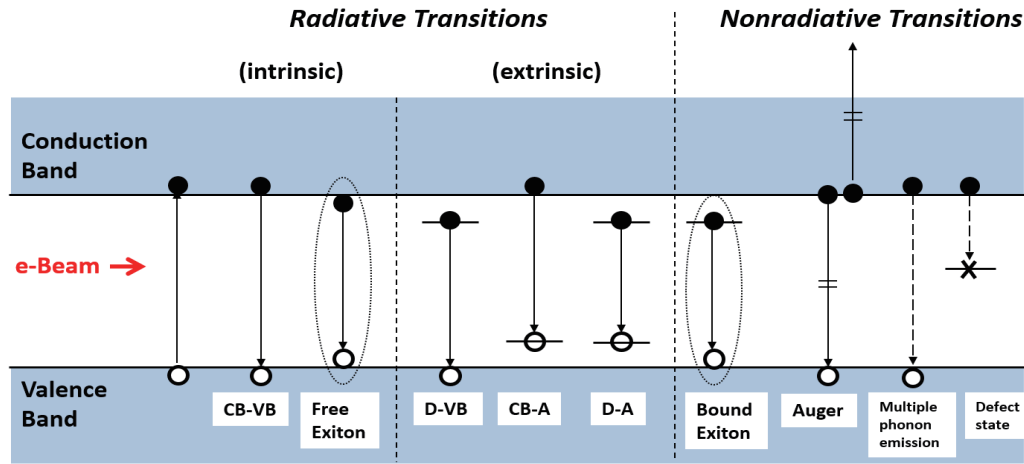 Radiative Transitions
Nonradiative Transitions
(intrinsic)
(extrinsic)
Conduction
Band
e-Beam
Valence
Band
CB-VB
Free
Exiton
D-VB
CB-A
D-A
Bound
Exiton
Auger
Multiple
phonon
emission
Defect
state